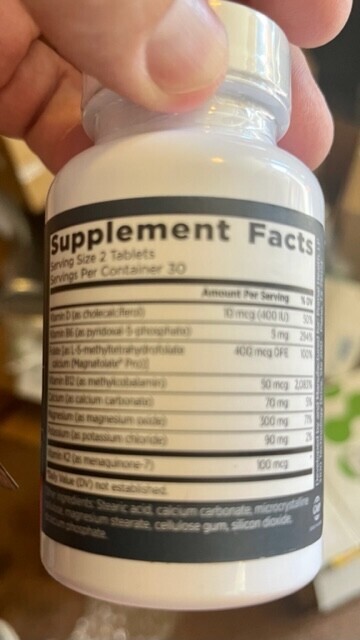 Supplement Facts
Serving Size 2 Tablets
Servings Per Container 30
Amount Per Serving % DV
Vitamin D (as cholecalciferol) 10 mcg (400 IU) 50%
Vitamin B6 (as pyridoxal-5-phosphate) 5 mg 294%
Folate [as L-5-methyltetrahydrofolate 400 mcg DFE 100%
calcium (Magnafolate® Pro)]
Vitamin B12 (as methylcobalamin) 50 mcg 2,083%
Calcium (as calcium carbonate) 70 mg 5%
Magnesium (as magnesium oxide) 300 mg 71%
Potassium (as potassium chloride) 90 mg 2%
Vitamin K2 (as menaquinone-7) 100 mcg
Daily Value (DV) not established.
Other ingredients: Stearic acid, calcium carbonate, microcrystalline
magnesium stearate, cellulose gum, silicon dioxide,
phosphate.